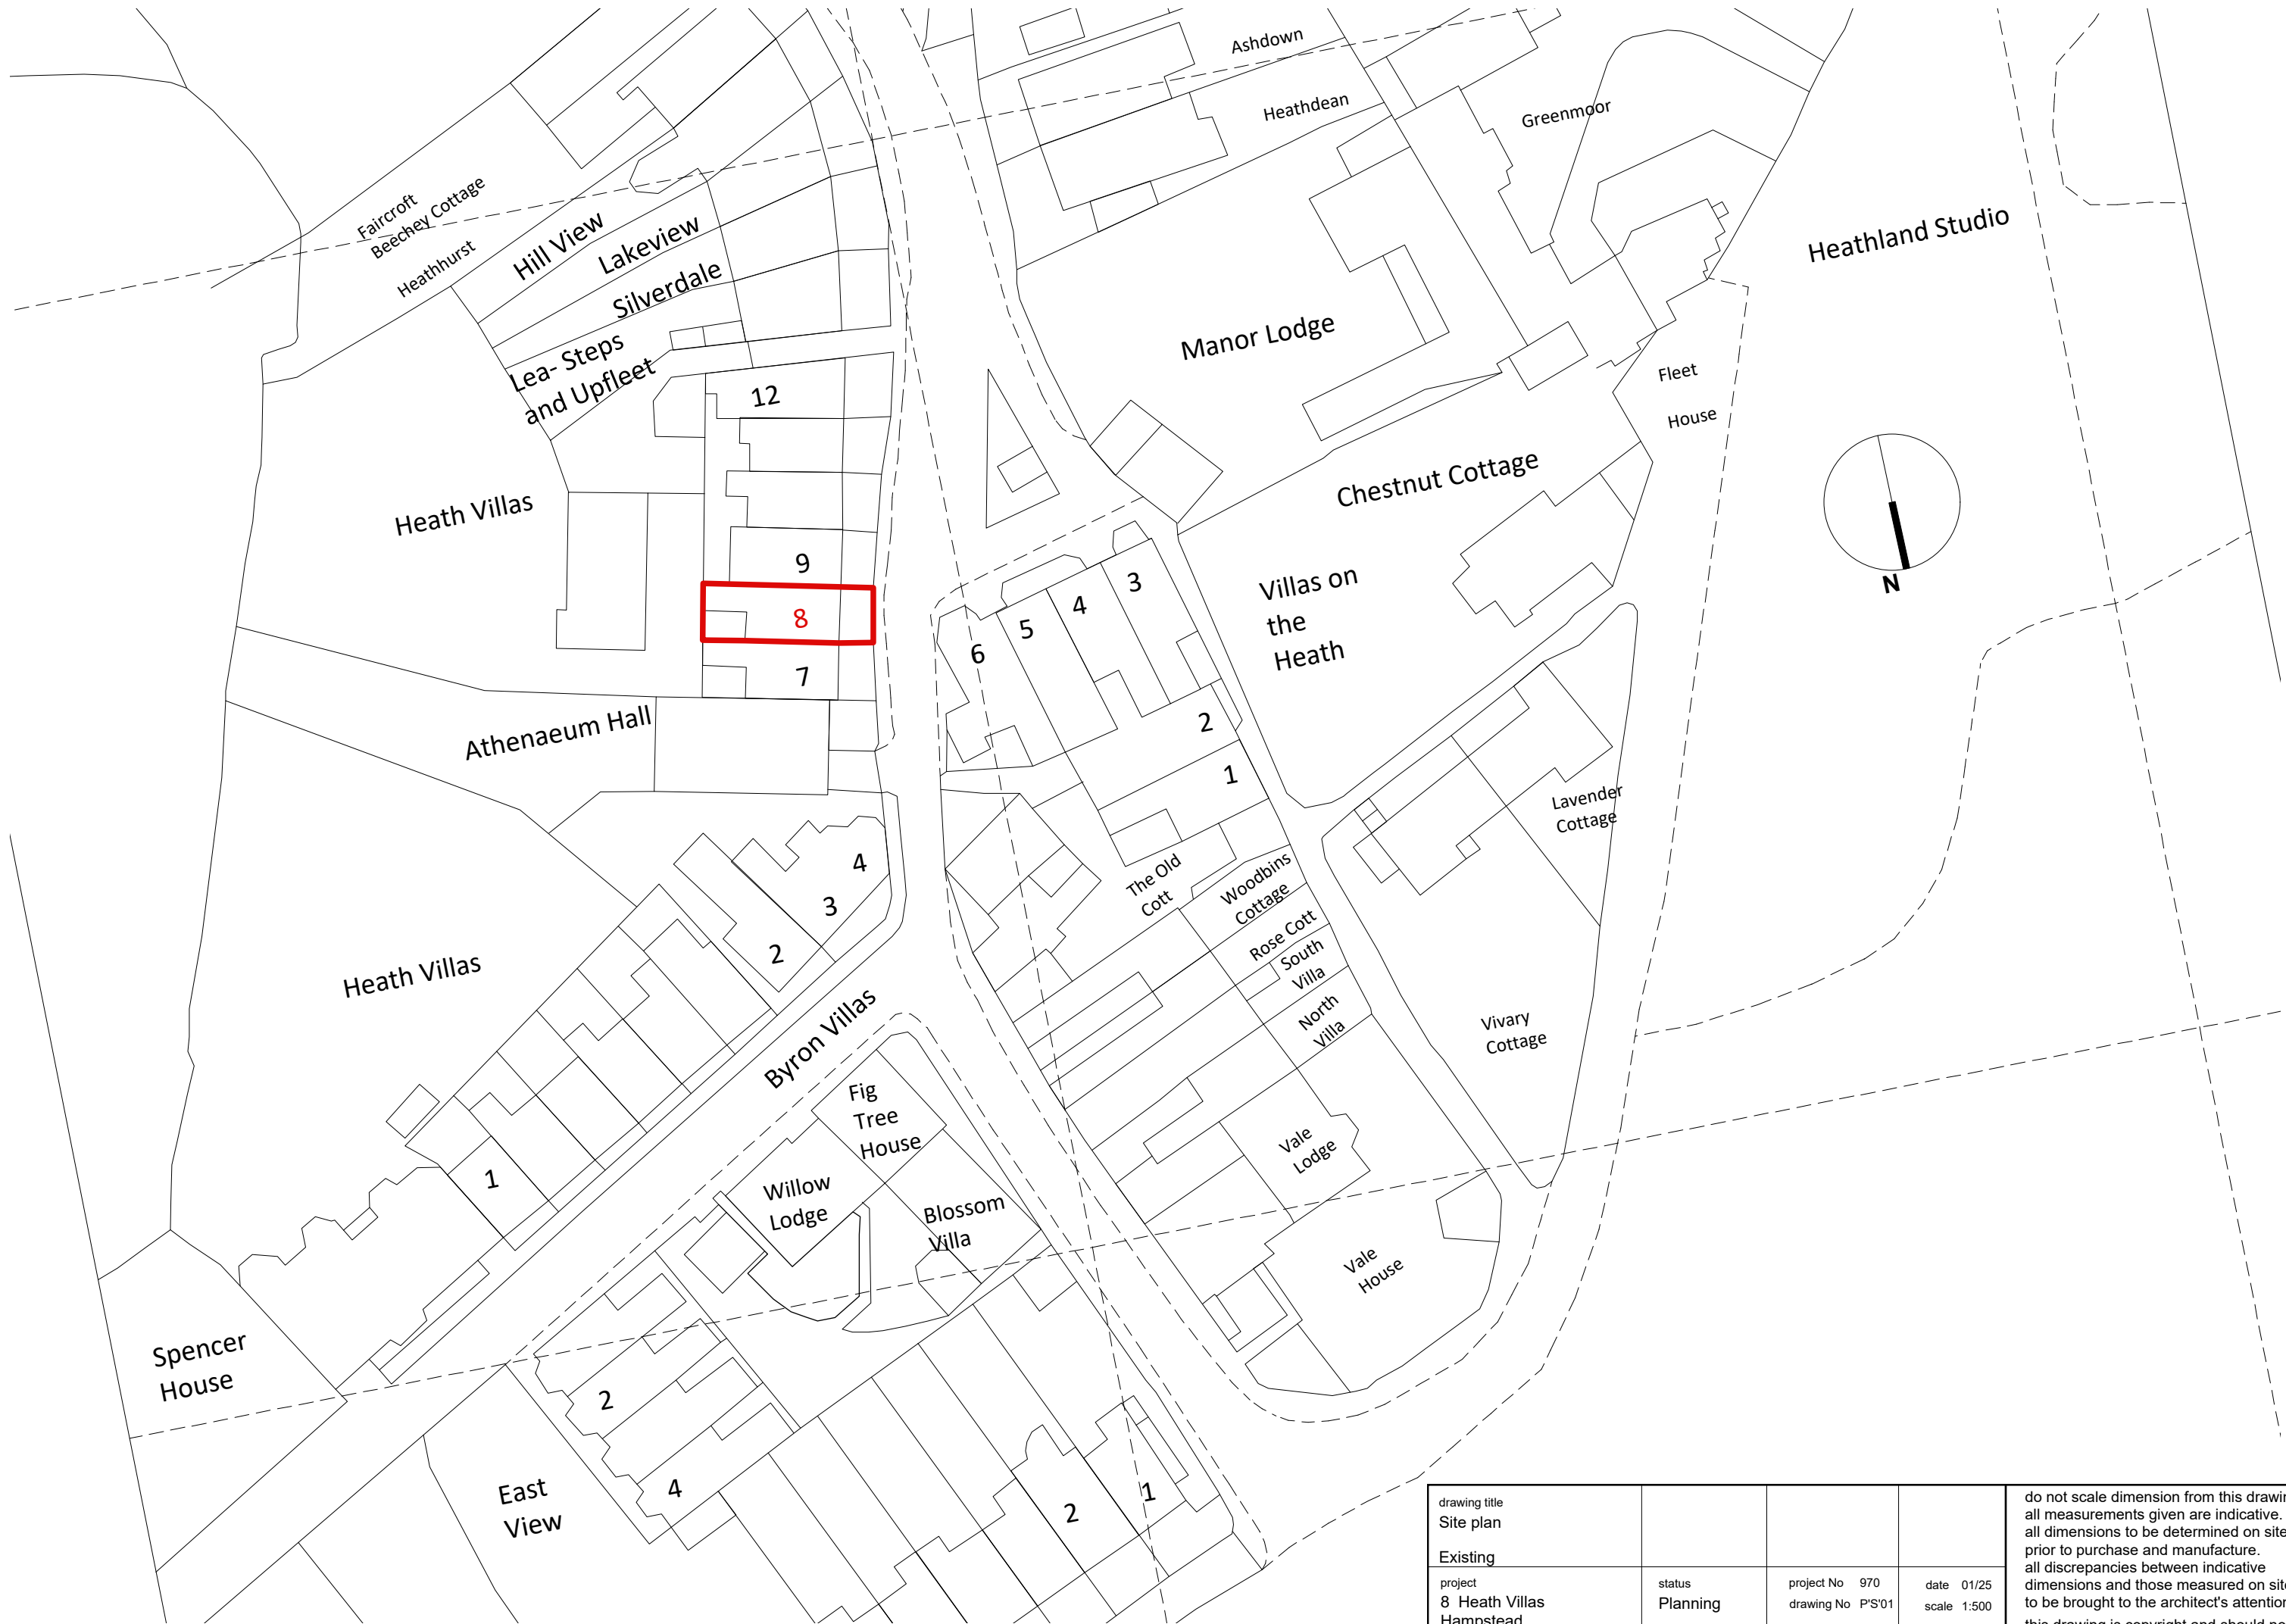 Ashdown
Heathdean
Greenmoor
Faircroft
Beechey Cottage
Heathhurst
Hill View
Lakeview
Silverdale
Lea- Steps
and Upfleet
Heathland Studio
Manor Lodge
Fleet
House
12
Heath Villas
Chestnut Cottage
9
8
7
N
Villas on
the
Heath
3
4
5
6
2
1
Athenaeum Hall
Lavender
Cottage
4
3
2
The Old
Cott
Woodbins
Cottage
Rose Cott
South
Villa
North
Villa
Heath Villas
Byron Villas
Vivary
Cottage
Fig
Tree
House
Willow
Lodge
Blossom
Villa
Vale
Lodge
Vale
House
1
Spencer
House
2
4
East
View
2
1
drawing title
Site plan
Existing
project
8 Heath Villas
Hampstead
status
Planning
project No 970
drawing No P'S'01
date 01/25
scale 1:500
do not scale dimension from this drawin
all measurements given are indicative.
all dimensions to be determined on site
prior to purchase and manufacture.
all discrepancies between indicative
dimensions and those measured on site
to be brought to the architect's attention